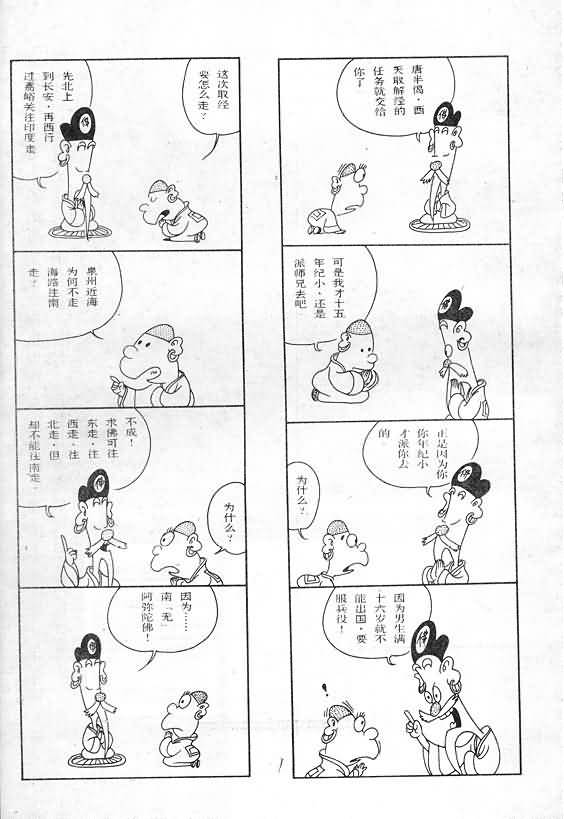 唐半偈·西
天取解经的
任务就交给
你了·
可是我才十五
年纪小·还是
派师兄去吧·
正是因为你
你年纪小
才派你去
的·
为什么？
因为男生满
十六岁就不
能出国·要
服兵役！
!
这次取经
要怎么走？
先北上
到长安·再西行
过嘉峪关往印度走·
泉州近海
为何不走
海路往南
走？
不成！
求佛可往
东走·往
西走·往
北走·但
却不能往南走·
为什么？
因为……
南「无」
阿弥陀佛！
1